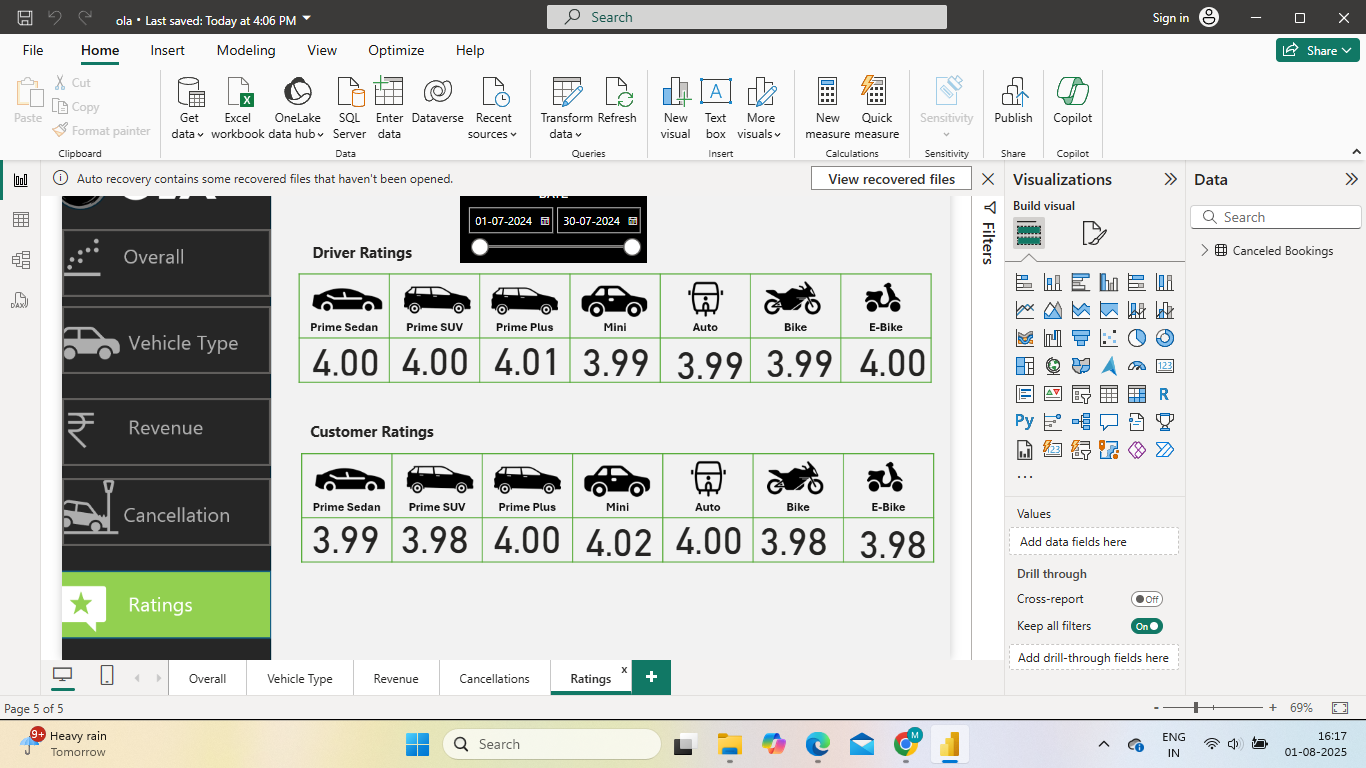 ola • Last saved: Today at 4:06 PM
Search
Sign in
File Home Insert Modeling View Optimize Help
Share
Paste
Cut
Copy
Format painter
Clipboard
Get data
Excel workbook
OneLake data hub
SQL Server
Enter data
Dataverse
Recent sources
Data
Transform data
Refresh
Queries
New visual
Text box
A
More visuals
Insert
New measure
Quick measure
Calculations
Sensitivity
Sensitivity
Publish
Share
Copilot
Copilot
Auto recovery contains some recovered files that haven't been opened.
View recovered files
Overall
Vehicle Type
Revenue
Cancellation
Ratings
01-07-2024 30-07-2024
Driver Ratings
Prime Sedan Prime SUV Prime Plus Mini Auto Bike E-Bike
4.00 4.00 4.01 3.99 3.99 3.99 4.00
Customer Ratings
Prime Sedan Prime SUV Prime Plus Mini Auto Bike E-Bike
3.99 3.98 4.00 4.02 4.00 3.98 3.98
Filters
Visualizations
Build visual
123
R
Py
123
...
Values
Add data fields here
Drill through
Cross-report Off
Keep all filters On
Add drill-through fields here
Data
Search
Canceled Bookings
DAX
Overall Vehicle Type Revenue Cancellations Ratings x +
Page 5 of 5
- + 69%
9+
Heavy rain
Tomorrow
Search
M
ENG
IN
16:17
01-08-2025